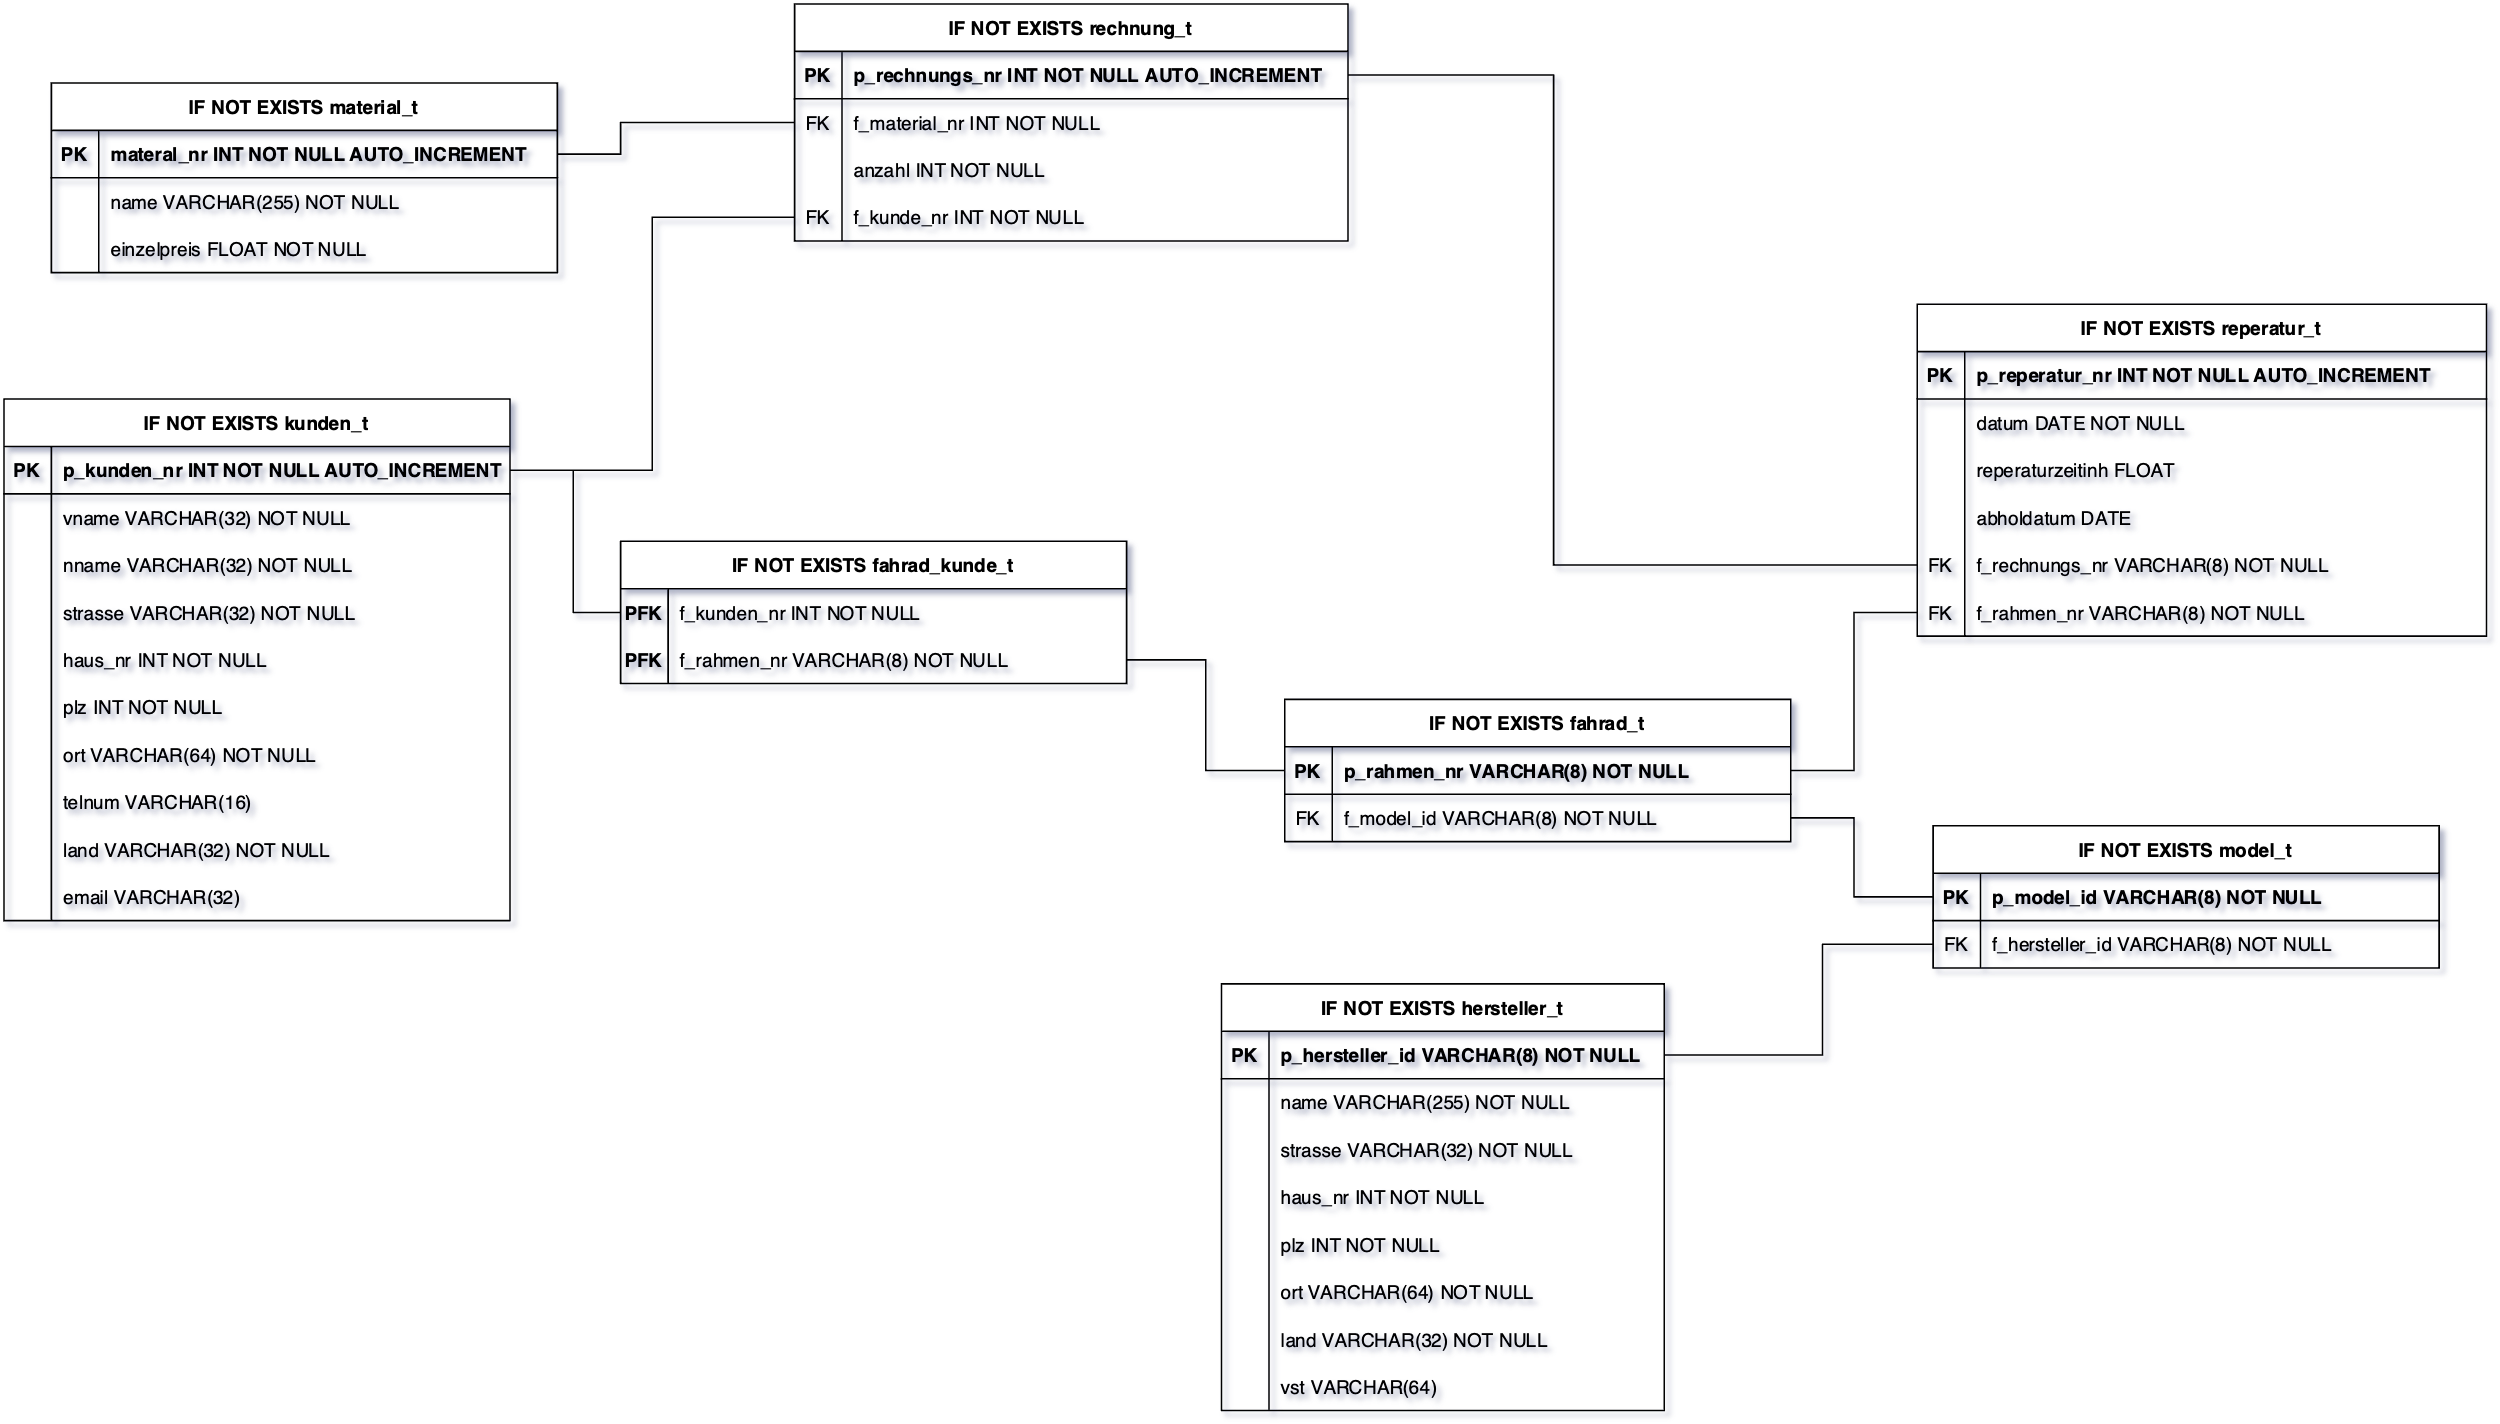 IF NOT EXISTS rechnung_t
PK p_rechnungs_nr INT NOT NULL AUTO_INCREMENT
FK f_material_nr INT NOT NULL
anzahl INT NOT NULL
FK f_kunde_nr INT NOT NULL
IF NOT EXISTS material_t
PK materal_nr INT NOT NULL AUTO_INCREMENT
name VARCHAR(255) NOT NULL
einzelpreis FLOAT NOT NULL
IF NOT EXISTS reperatur_t
PK p_reperatur_nr INT NOT NULL AUTO_INCREMENT
datum DATE NOT NULL
reperaturzeitinh FLOAT
abholdatum DATE
FK f_rechnungs_nr VARCHAR(8) NOT NULL
FK f_rahmen_nr VARCHAR(8) NOT NULL
IF NOT EXISTS kunden_t
PK p_kunden_nr INT NOT NULL AUTO_INCREMENT
vname VARCHAR(32) NOT NULL
nname VARCHAR(32) NOT NULL
strasse VARCHAR(32) NOT NULL
haus_nr INT NOT NULL
plz INT NOT NULL
ort VARCHAR(64) NOT NULL
telnum VARCHAR(16)
land VARCHAR(32) NOT NULL
email VARCHAR(32)
IF NOT EXISTS fahrad_kunde_t
PFK f_kunden_nr INT NOT NULL
PFK f_rahmen_nr VARCHAR(8) NOT NULL
IF NOT EXISTS fahrad_t
PK p_rahmen_nr VARCHAR(8) NOT NULL
FK f_model_id VARCHAR(8) NOT NULL
IF NOT EXISTS model_t
PK p_model_id VARCHAR(8) NOT NULL
FK f_hersteller_id VARCHAR(8) NOT NULL
IF NOT EXISTS hersteller_t
PK p_hersteller_id VARCHAR(8) NOT NULL
name VARCHAR(255) NOT NULL
strasse VARCHAR(32) NOT NULL
haus_nr INT NOT NULL
plz INT NOT NULL
ort VARCHAR(64) NOT NULL
land VARCHAR(32) NOT NULL
vst VARCHAR(64)